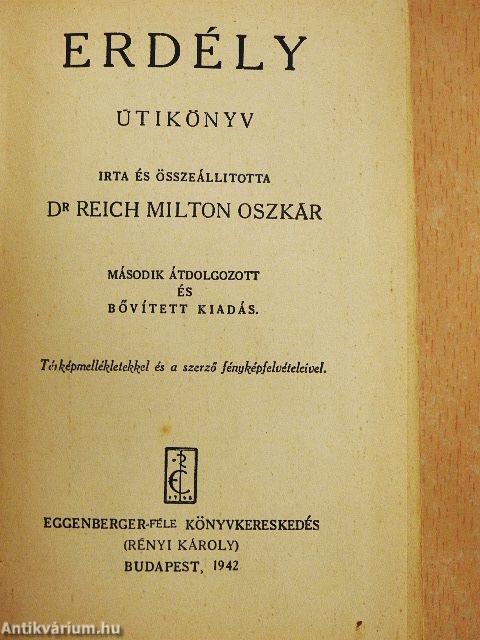 ERDÉLY
ÚTIKÖNYV
IRTA ÉS ÖSSZEÁLLITOTTA
DR REICH MILTON OSZKÁR
MÁSODIK ÁTDOLGOZOTT
ÉS
BŐVÍTETT KIADÁS.
Térképmellékletekkel és a szerző fényképfelvételeivel.
EGGENBERGER-FÉLE KÖNYVKERESKEDÉS
(RÉNYI KÁROLY)
BUDAPEST, 1942
Antikvárium.hu